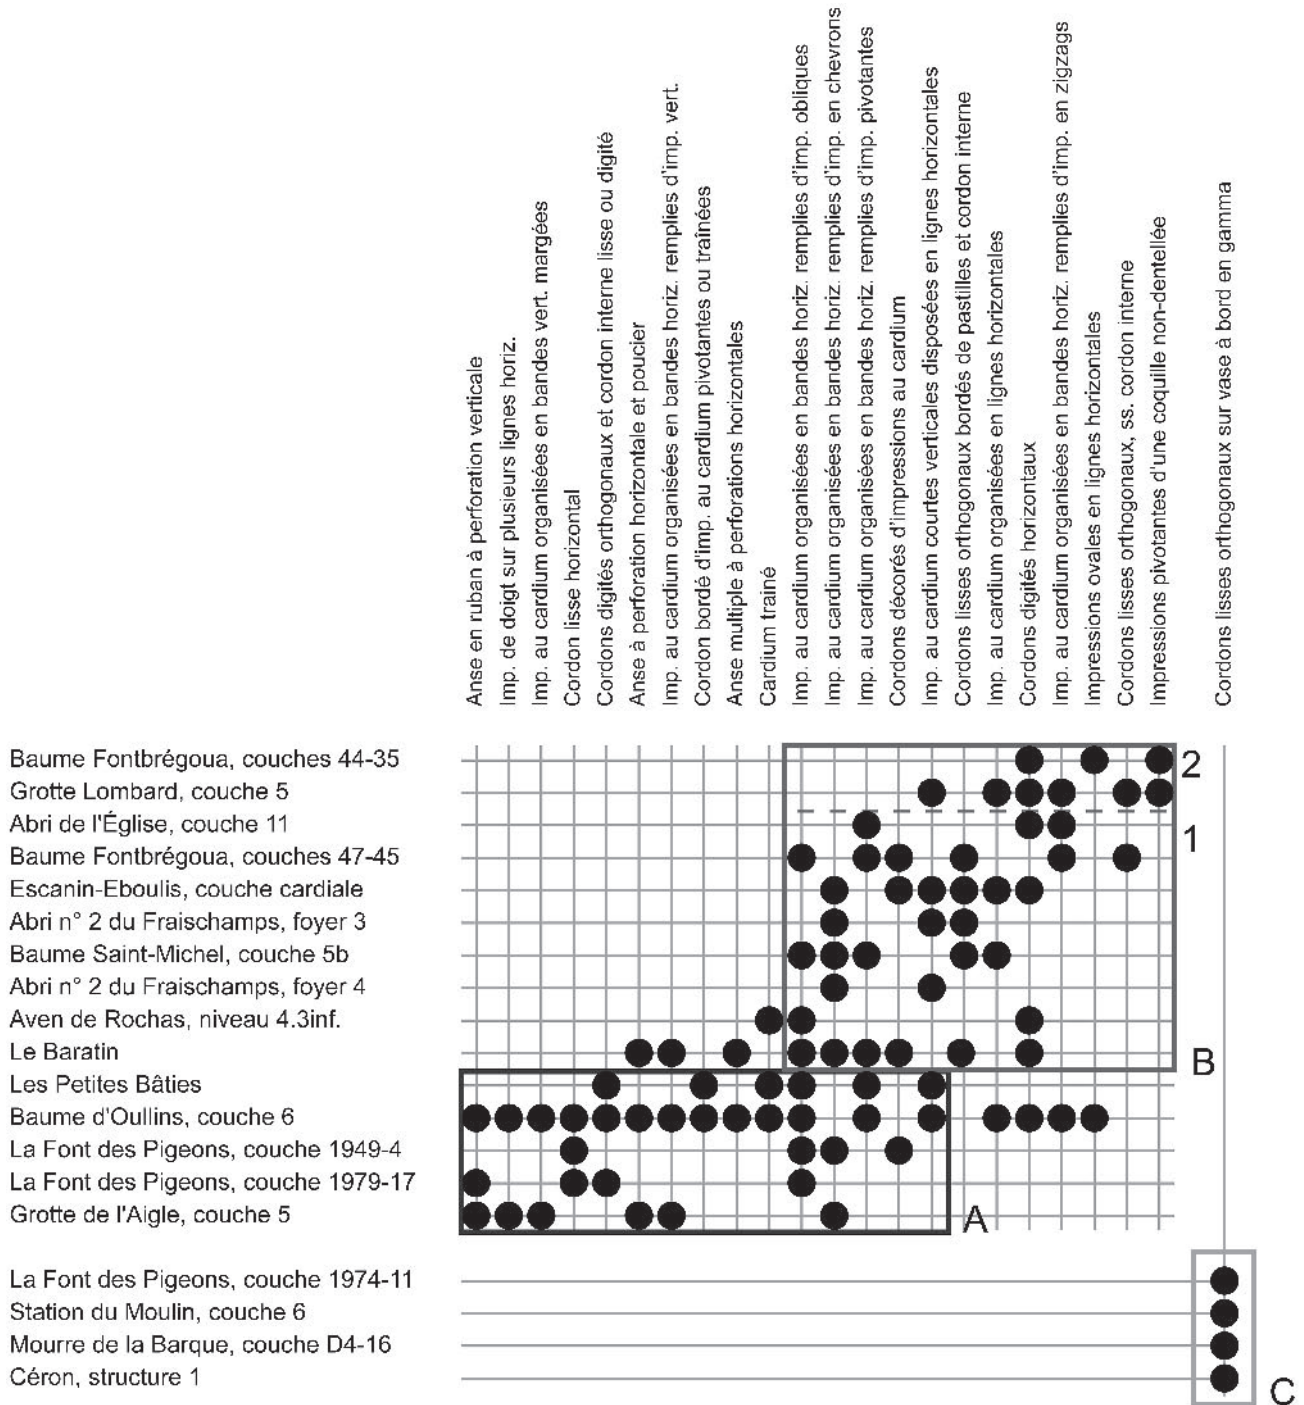 Anse en ruban à perforation verticale
Imp. de doigt sur plusieurs lignes horiz.
Imp. au cardium organisées en bandes vert. margées
Cordon lisse horizontal
Cordons digités orthogonaux et cordon interne lisse ou digité
Anse à perforation horizontale et poucier
Imp. au cardium organisées en bandes horiz. remplies d'imp. vert.
Cordon bordé d'imp. au cardium pivotantes ou traînées
Anse multiple à perforations horizontales
Cardium trainé
Imp. au cardium organisées en bandes horiz. remplies d'imp. obliques
Imp. au cardium organisées en bandes horiz. remplies d'imp. en chevrons
Imp. au cardium organisées en bandes horiz. remplies d'imp. pivotantes
Cordons décorés d'impressions au cardium
Imp. au cardium courtes verticales disposées en lignes horizontales
Cordons lisses orthogonaux bordés de pastilles et cordon interne
Imp. au cardium organisées en lignes horizontales
Cordons digités horizontaux
Imp. au cardium organisées en bandes horiz. remplies d'imp. en zigzags
Impressions ovales en lignes horizontales
Cordons lisses orthogonaux, ss. cordon interne
Impressions pivotantes d'une coquille non-dentellée
Cordons lisses orthogonaux sur vase à bord en gamma
Baume Fontbrégoua, couches 44-35
2
Grotte Lombard, couche 5
Abri de l'Église, couche 11
1
Baume Fontbrégoua, couches 47-45
Escanin-Eboulis, couche cardiale
Abri n° 2 du Fraischamps, foyer 3
Baume Saint-Michel, couche 5b
Abri n° 2 du Fraischamps, foyer 4
Aven de Rochas, niveau 4.3inf.
Le Baratin
B
Les Petites Bâties
Baume d'Oullins, couche 6
La Font des Pigeons, couche 1949-4
La Font des Pigeons, couche 1979-17
Grotte de l'Aigle, couche 5
A
La Font des Pigeons, couche 1974-11
Station du Moulin, couche 6
Mourre de la Barque, couche D4-16
Céron, structure 1
C